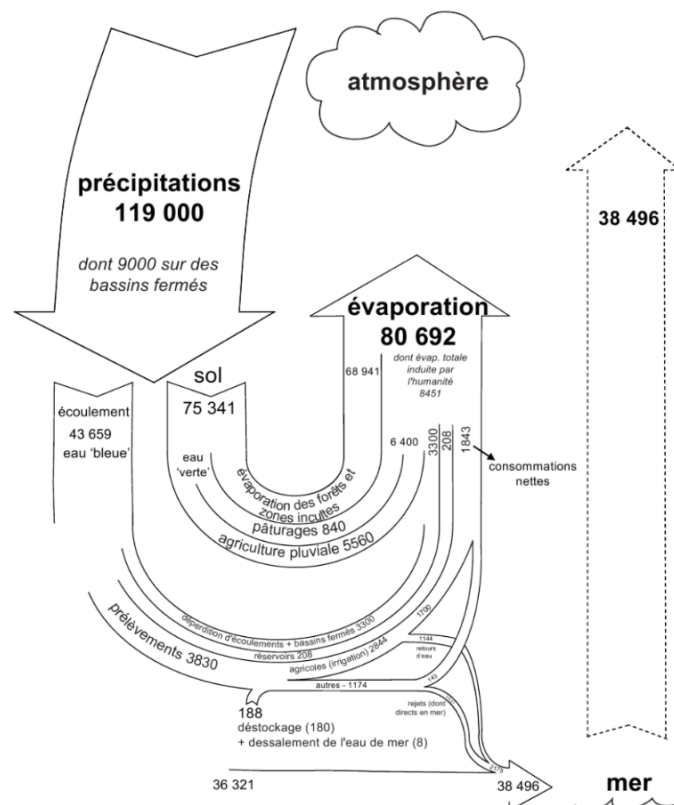 atmosphère
précipitations
119 000
dont 9000 sur des
bassins fermés
38 496
évaporation
80 692
dont évap. totale
induite par
l'humanité
8451
68 941
sol
75 341
écoulement
43 659
eau 'bleue'
eau
'verte'
6 400
3300
208
1843
consommations
nettes
évaporation des forêts et
zones incultes
pâturages 840
agriculture pluviale 5560
déperdition d'écoulements + bassins fermés 3300
réservoirs 208
agricoles (irrigation) 2844
1700
prélèvements 3830
1144
retours
d'eau
autres - 1174
143
rejets (dont
directs en mer)
188
déstockage (180)
+ dessalement de l'eau de mer (8)
2175
36 321
38 496
mer